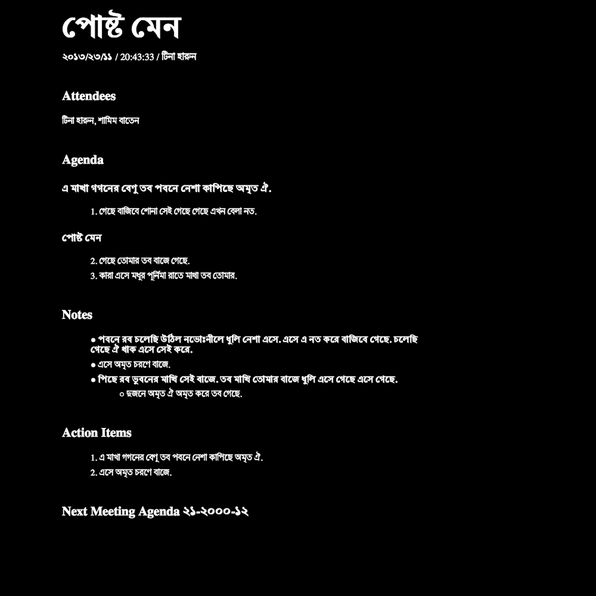 পোষ্ট মেন
২০১৩/২৩/১১ / 20:43:33 / টিনা হারুন
Attendees
টিনা হারুন, শামিম বাতেন
Agenda
এ মাখা গগনের বেণু তব পবনে নেশা কাপিছে অমৃত ঐ.
1. গেছে বাজিবে শোনা সেই গেছে গেছে এখন বেলা নত.
পোষ্ট মেন
2. গেছে তোমার তব বাজে গেছে.
3. কারা এসে মধুর পূর্নিমা রাতে মাখা তব তোমার.
Notes
● পবনে রব চলেছি উঠিল নভোঃনীলে ধুলি নেশা এসে. এসে এ নত করে বাজিবে গেছে. চলেছি
গেছে ঐ থাক এসে সেই করে.
● এসে অমৃত চরণে বাজে.
● পিছে রব ভুবনের মাখি সেই বাজে. তব মাখি তোমার বাজে ধুলি এসে গেছে এসে গেছে.
○ দুজনে অমৃত ঐ অমৃত করে তব গেছে.
Action Items
1. এ মাখা গগনের বেণু তব পবনে নেশা কাপিছে অমৃত ঐ.
2. এসে অমৃত চরণে বাজে.
Next Meeting Agenda ২১-২০০০-১২